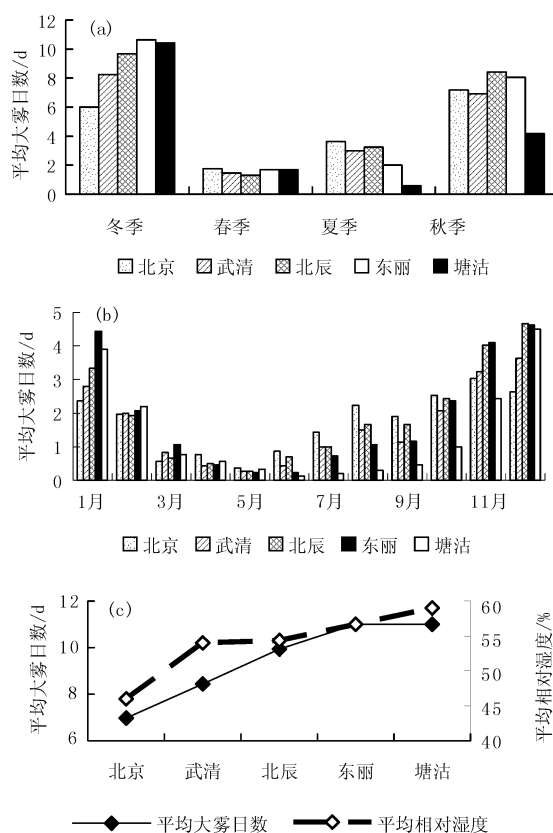 (a)
平均大雾日数/d
12
10
8
6
4
2
0
冬季 春季 夏季 秋季
北京 武清 北辰 东丽 塘沽
(b)
平均大雾日数/d
5
4
3
2
1
0
1月 3月 5月 7月 9月 11月
北京 武清 北辰 东丽 塘沽
(c)
平均大雾日数/d
12
10
8
6
60
55
50
45
40
平均相对湿度/%
北京 武清 北辰 东丽 塘沽
平均大雾日数 平均相对湿度